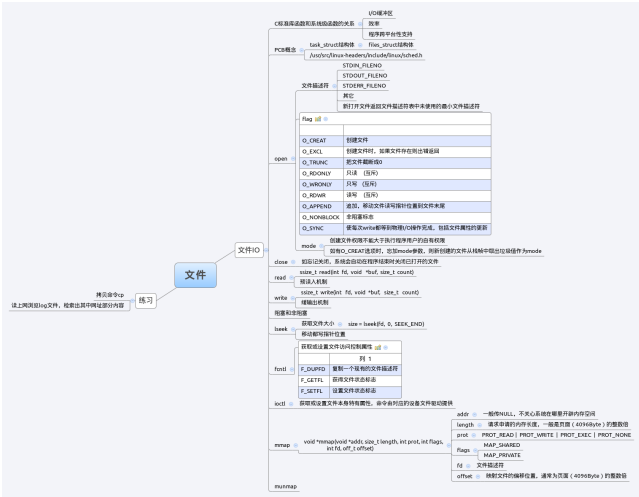 C标准库函数和系统级函数的关系
I/O缓冲区
效率
程序跨平台性支持
PCB概念
task_struct结构体
files_struct结构体
/usr/src/linux-headers/include/linux/sched.h
open
文件描述符
STDIN_FILENO
STDOUT_FILENO
STDERR_FILENO
其它
新打开文件返回文件描述符表中未使用的最小文件描述符
flag
O_CREAT 创建文件
O_EXCL 创建文件时，如果文件存在则出错返回
O_TRUNC 把文件截断成0
O_RDONLY 只读 (互斥)
O_WRONLY 只写 (互斥)
O_RDWR 读写 (互斥)
O_APPEND 追加，移动文件读写指针位置到文件末尾
O_NONBLOCK 非阻塞标志
O_SYNC 使每次write都等到物理I/O操作完成，包括文件属性的更新
mode
创建文件权限不能大于执行程序用户的自有权限
如有O_CREAT选项时，忘加mode参数，则新创建的文件从栈帧中取出垃圾值作为mode
文件IO
close
如忘记关闭，系统会自动在程序结束时关闭已打开的文件
文件
read
ssize_t read(int fd, void *buf, size_t count)
预读入机制
write
ssize_t write(int fd, void *buf, size_t count)
缓输出机制
练习
拷贝命令cp
读上网浏览log文件，检索出其中网址部分内容
阻塞和非阻塞
lseek
获取文件大小
size = lseek(fd, 0, SEEK_END)
移动都写指针位置
fcntl
获取或设置文件访问控制属性
列 1
F_DUPFD 复制一个现有的文件描述符
F_GETFL 获得文件状态标志
F_SETFL 设置文件状态标志
ioctl
获取或设置文件本身特有属性，命令由对应的设备文件驱动提供
mmap
void *mmap(void *addr, size_t length, int prot, int flags,
int fd, off_t offset)
addr
一般传NULL，不关心系统在哪里开辟内存空间
length
请求申请的内存长度，一般是页面（4096Byte）的整数倍
prot
PROT_READ | PROT_WRITE | PROT_EXEC | PROT_NONE
flags
MAP_SHARED
MAP_PRIVATE
fd
文件描述符
offset
映射文件的偏移位置，通常为页面（4096Byte）的整数倍
munmap